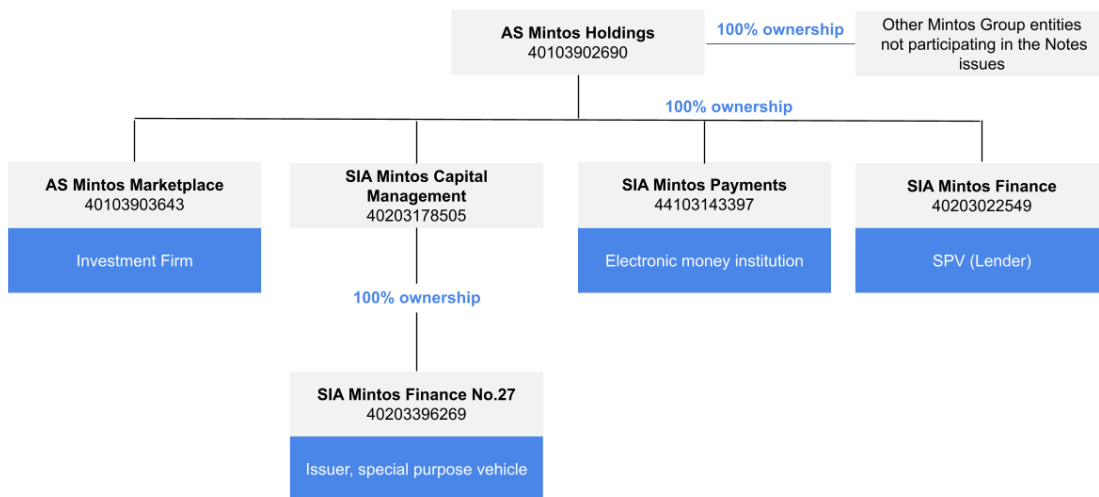 AS Mintos Holdings
40103902690
100% ownership
Other Mintos Group entities
not participating in the Notes
issues
100% ownership
AS Mintos Marketplace
40103903643
Investment Firm
SIA Mintos Capital
Management
40203178505
SIA Mintos Payments
44103143397
Electronic money institution
SIA Mintos Finance
40203022549
SPV (Lender)
100% ownership
SIA Mintos Finance No.27
40203396269
Issuer, special purpose vehicle